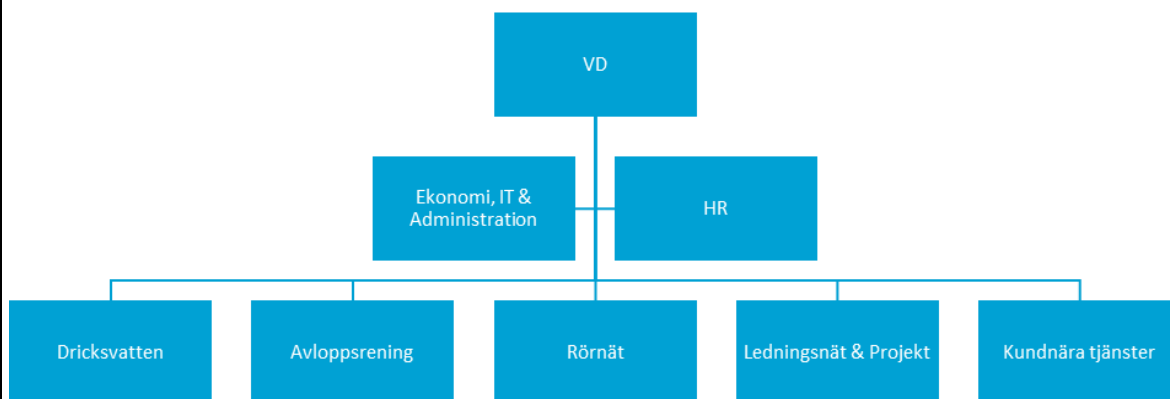 VD
Ekonomi, IT &
Administration
HR
Dricksvatten
Avloppsrening
Rörnät
Ledningsnät & Projekt
Kundnära tjänster